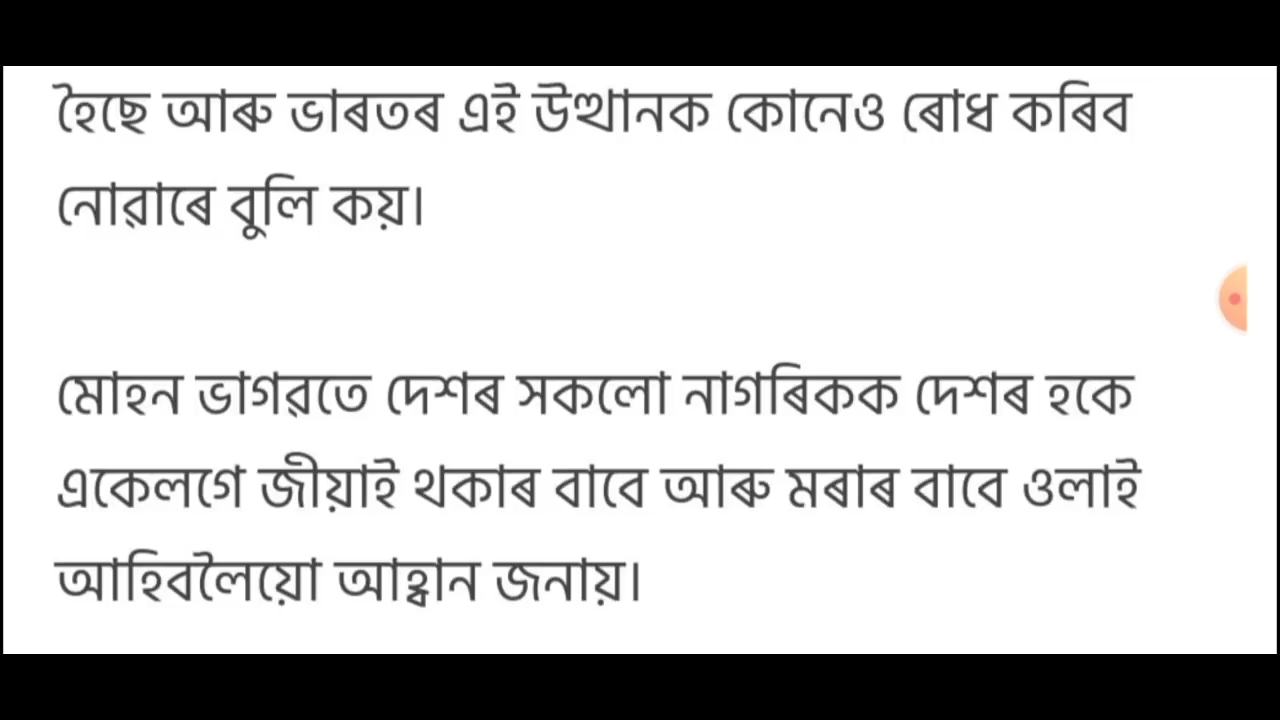 হৈছে আৰু ভাৰতৰ এই উত্থানক কোনেও ৰোধ কৰিব
নোৱাৰে বুলি কয়।
মোহন ভাগৱতে দেশৰ সকলো নাগৰিকক দেশৰ হকে
একেলগে জীয়াই থকাৰ বাবে আৰু মৰাৰ বাবে ওলাই
আহিবলৈয়ো আহ্বান জনায়।